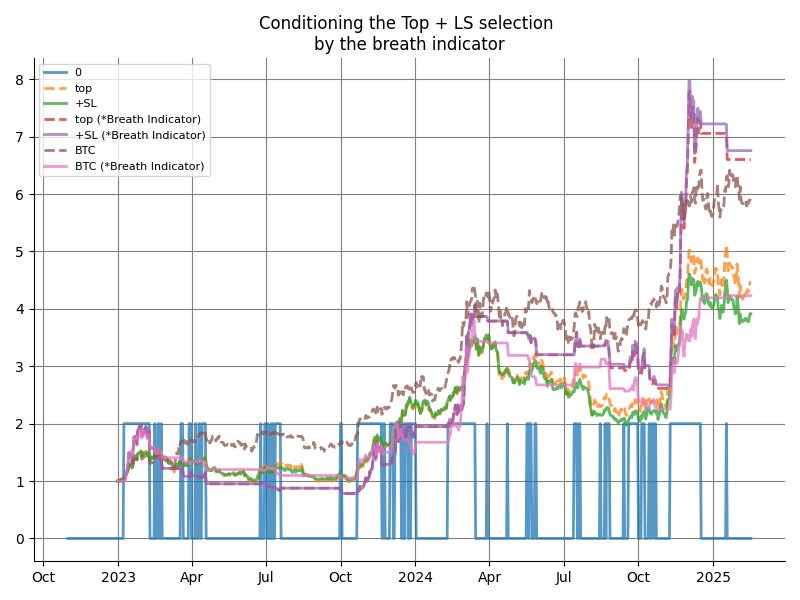 Conditioning the Top + LS selection
by the breath indicator
0
top
+SL
top (*Breath Indicator)
+SL (*Breath Indicator)
BTC
BTC (*Breath Indicator)
8
7
6
5
4
3
2
1
0
Oct 2023 Apr Jul Oct 2024 Apr Jul Oct 2025